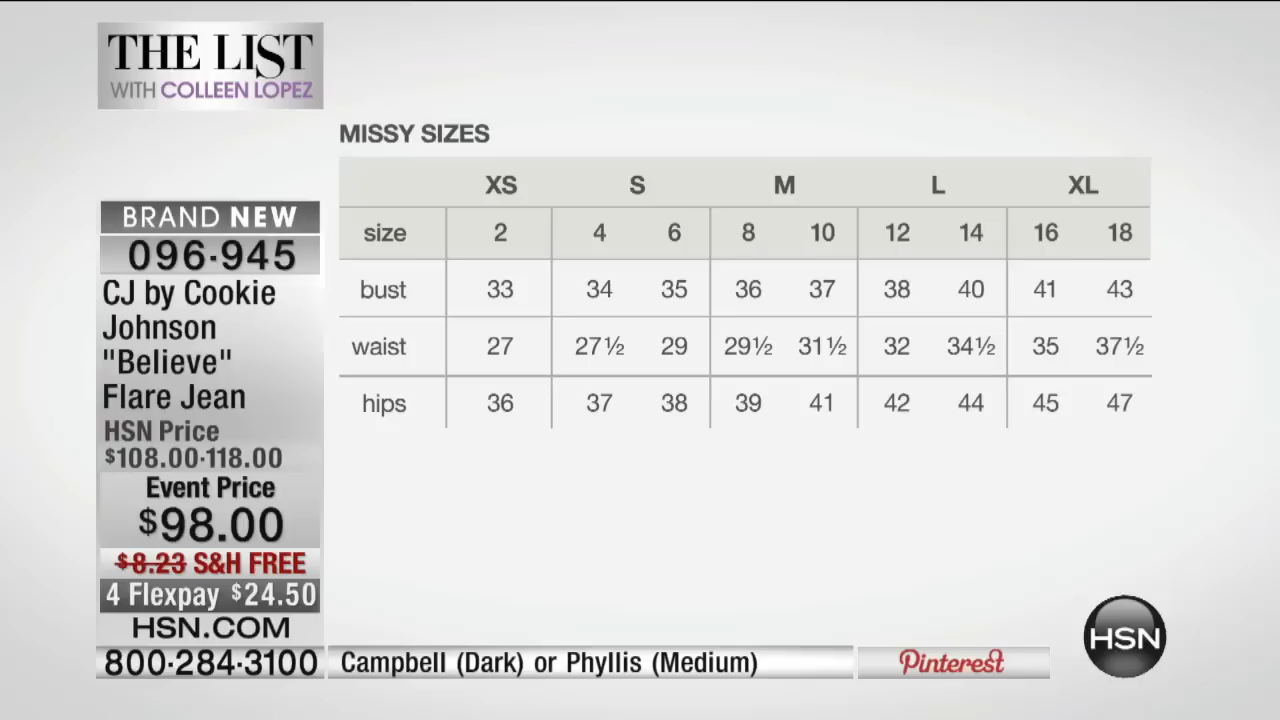 THE LIST
WITH COLLEEN LOPEZ
MISSY SIZES
XS S M L XL
size 2 4 6 8 10 12 14 16 18
bust 33 34 35 36 37 38 40 41 43
waist 27 27½ 29 29½ 31½ 32 34½ 35 37½
hips 36 37 38 39 41 42 44 45 47
BRAND NEW
096·945
CJ by Cookie
Johnson
"Believe"
Flare Jean
HSN Price
$108.00-118.00
Event Price
$98.00
$8.23 S&H FREE
4 Flexpay $24.50
HSN.COM
800·284·3100
Campbell (Dark) or Phyllis (Medium)
Pinterest
HSN